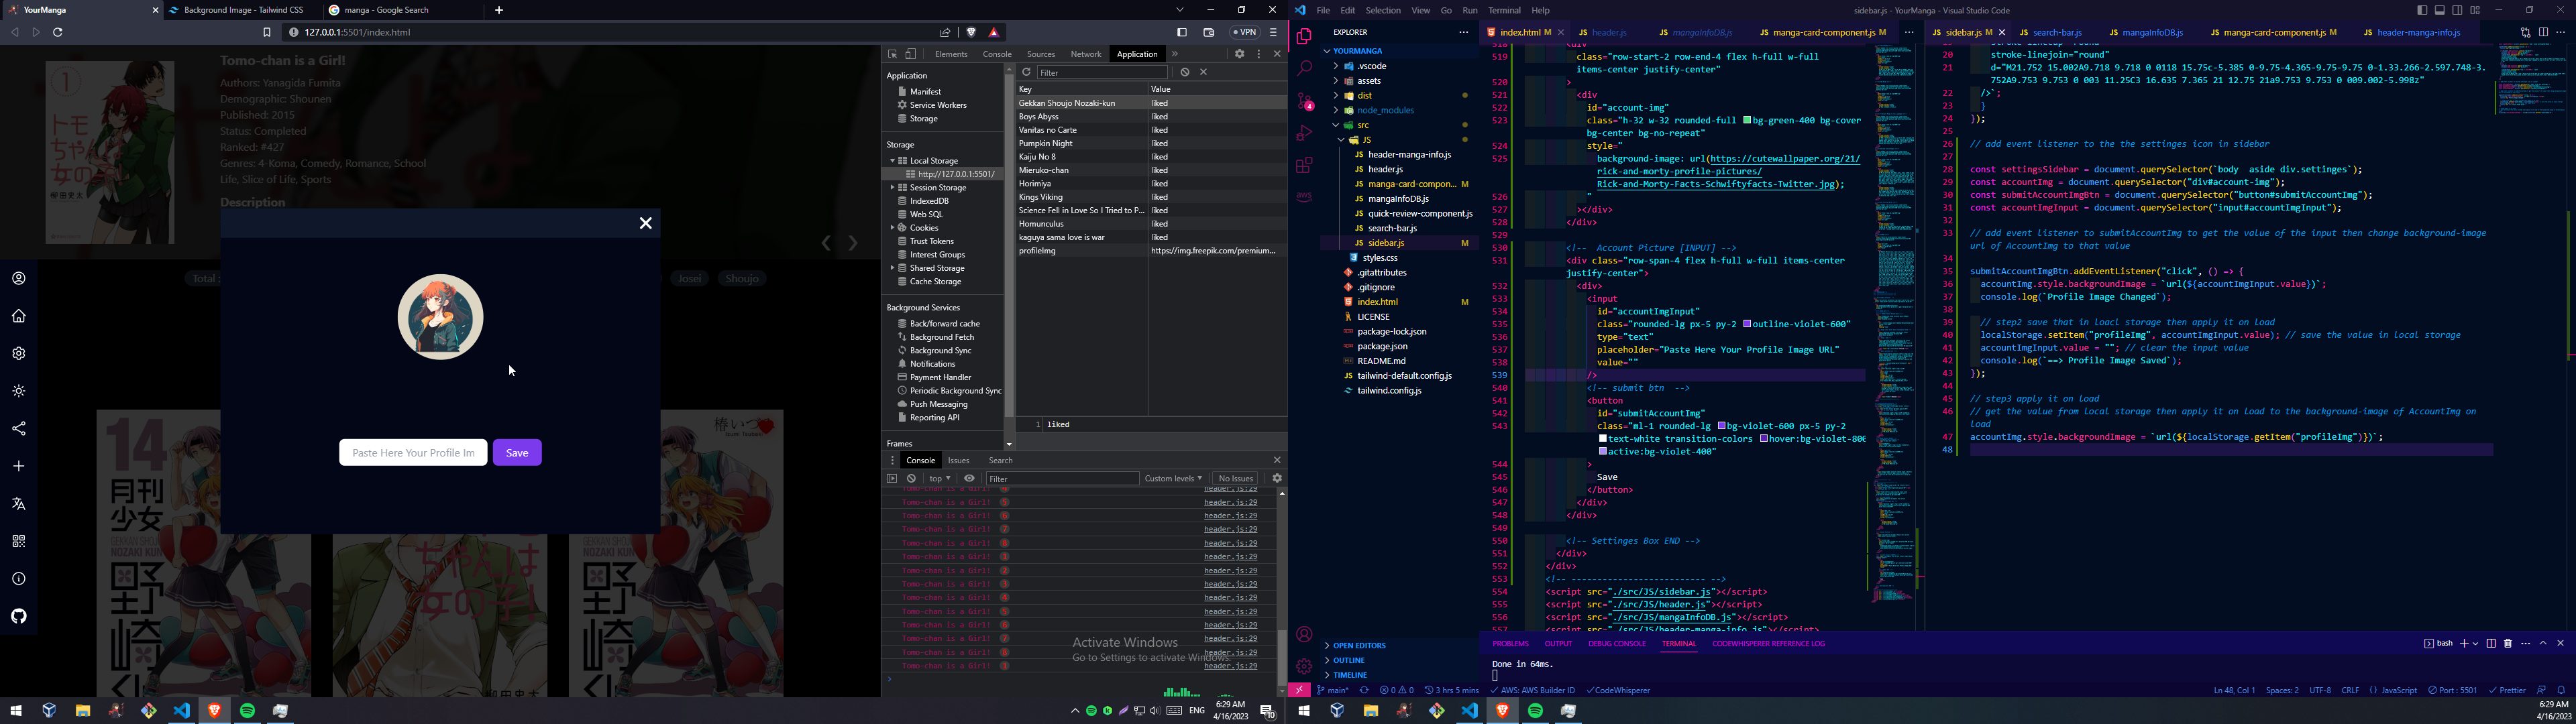 YourManga
Background Image - Tailwind CSS
manga - Google Search
127.0.0.1:5501/index.html
VPN
Tomo-chan is a Girl!
Authors: Yanagida Fumita
Demographic: Shounen
Published: 2015
Status: Completed
Ranked: #427
Genres: 4-Koma, Comedy, Romance, School
Life, Slice of Life, Sports
Description
Total :
Josei
Shoujo
Paste Here Your Profile Im
Save
Elements
Console
Sources
Network
Application
Filter
Application
Manifest
Service Workers
Storage
Storage
Local Storage
http://127.0.0.1:5501/
Session Storage
IndexedDB
Web SQL
Cookies
Trust Tokens
Interest Groups
Shared Storage
Cache Storage
Background Services
Back/forward cache
Background Fetch
Background Sync
Notifications
Payment Handler
Periodic Background Sync
Push Messaging
Reporting API
Frames
Key Value
Gekkan Shoujo Nozaki-kun liked
Boys Abyss liked
Vanitas no Carte liked
Pumpkin Night liked
Kaiju No 8 liked
Mieruko-chan liked
Horimiya liked
Kings Viking liked
Science Fell in Love So I Tried to P... liked
Homunculus liked
kaguya sama love is war liked
profileImg https://img.freepik.com/premium...
1 liked
Console Issues Search
top Filter Custom levels No Issues
Tomo-chan is a Girl! 5 header.js:29
Tomo-chan is a Girl! 6 header.js:29
Tomo-chan is a Girl! 7 header.js:29
Tomo-chan is a Girl! 8 header.js:29
Tomo-chan is a Girl! 1 header.js:29
Tomo-chan is a Girl! 2 header.js:29
Tomo-chan is a Girl! 3 header.js:29
Tomo-chan is a Girl! 4 header.js:29
Tomo-chan is a Girl! 5 header.js:29
Tomo-chan is a Girl! 6 header.js:29
Tomo-chan is a Girl! 7 header.js:29
Tomo-chan is a Girl! 8 header.js:29
Tomo-chan is a Girl! 1 header.js:29
Activate Windows
Go to Settings to activate Windows.
ENG
6:29 AM
4/16/2023
File Edit Selection View Go Run Terminal Help
sidebar.js - YourManga - Visual Studio Code
EXPLORER
YOURMANGA
.vscode
assets
dist
node_modules
src
JS
header-manga-info.js
header.js
manga-card-compon... M
mangaInfoDB.js
quick-review-component.js
search-bar.js
sidebar.js M
styles.css
.gitattributes
.gitignore
index.html M
LICENSE
package-lock.json
package.json
README.md
tailwind-default.config.js
tailwind.config.js
OPEN EDITORS
OUTLINE
TIMELINE
index.html M
header.js
mangaInfoDB.js
manga-card-component.js M
518 <div
519 class="row-start-2 row-end-4 flex h-full w-full
items-center justify-center"
520 >
521 <div
522 id="account-img"
523 class="h-32 w-32 rounded-full bg-green-400 bg-cover
bg-center bg-no-repeat"
524 style="
525 background-image: url(https://cutewallpaper.org/21/
rick-and-morty-profile-pictures/
Rick-and-Morty-Facts-Schwiftyfacts-Twitter.jpg);
526 "
527 ></div>
528 </div>
529
530 <!-- Account Picture [INPUT] -->
531 <div class="row-span-4 flex h-full w-full items-center
justify-center">
532 <div>
533 <input
534 id="accountImgInput"
535 class="rounded-lg px-5 py-2 outline-violet-600"
536 type="text"
537 placeholder="Paste Here Your Profile Image URL"
538 value=""
539 />
540 <!-- submit btn -->
541 <button
542 id="submitAccountImg"
543 class="ml-1 rounded-lg bg-violet-600 px-5 py-2
text-white transition-colors hover:bg-violet-800
active:bg-violet-400"
544 >
545 Save
546 </button>
547 </div>
548 </div>
549
550 <!-- Settinges Box END -->
551 </div>
552 </div>
553 <!-- ------------------------- -->
554 <script src="./src/JS/sidebar.js"></script>
555 <script src="./src/JS/header.js"></script>
556 <script src="./src/JS/mangaInfoDB.js"></script>
557 <script src="./src/JS/header-manga-info.js"></script>
sidebar.js M
search-bar.js
mangaInfoDB.js
manga-card-component.js M
header-manga-info.js
19 stroke-linecap="round"
20 stroke-linejoin="round"
21 d="M21.752 15.002A9.718 9.718 0 0118 15.75c-5.385 0-9.75-4.365-9.75-9.75 0-1.33.266-2.597.748-3.
752A9.753 9.753 0 003 11.25C3 16.635 7.365 21 12.75 21a9.753 9.753 0 009.002-5.998z"
22 />`;
23 }
24 });
25
26 // add event Listener to the the settinges icon in sidebar
27
28 const settingsSidebar = document.querySelector(`body aside div.settinges`);
29 const accountImg = document.querySelector("div#account-img");
30 const submitAccountImgBtn = document.querySelector("button#submitAccountImg");
31 const accountImgInput = document.querySelector("input#accountImgInput");
32
33 // add event Listener to submitAccountImg to get the value of the input then change background-image
url of AccountImg to that value
34
35 submitAccountImgBtn.addEventListener("click", () => {
36 accountImg.style.backgroundImage = `url(${accountImgInput.value})`;
37 console.log(`Profile Image Changed`);
38
39 // step2 save that in loacl storage then apply it on load
40 localStorage.setItem("profileImg", accountImgInput.value); // save the value in local storage
41 accountImgInput.value = ""; // clear the input value
42 console.log(`==> Profile Image Saved`);
43 });
44
45 // step3 apply it on load
46 // get the value from local storage then apply it on load to the background-image of AccountImg on
load
47 accountImg.style.backgroundImage = `url(${localStorage.getItem("profileImg")})`;
48
PROBLEMS OUTPUT DEBUG CONSOLE TERMINAL CODEWHISPERER REFERENCE LOG
bash
Done in 64ms.
main* 0 0 3 hrs 5 mins AWS: AWS Builder ID CodeWhisperer
Ln 48, Col 1 Spaces: 2 UTF-8 CRLF JavaScript Port : 5501 Prettier
6:29 AM
4/16/2023